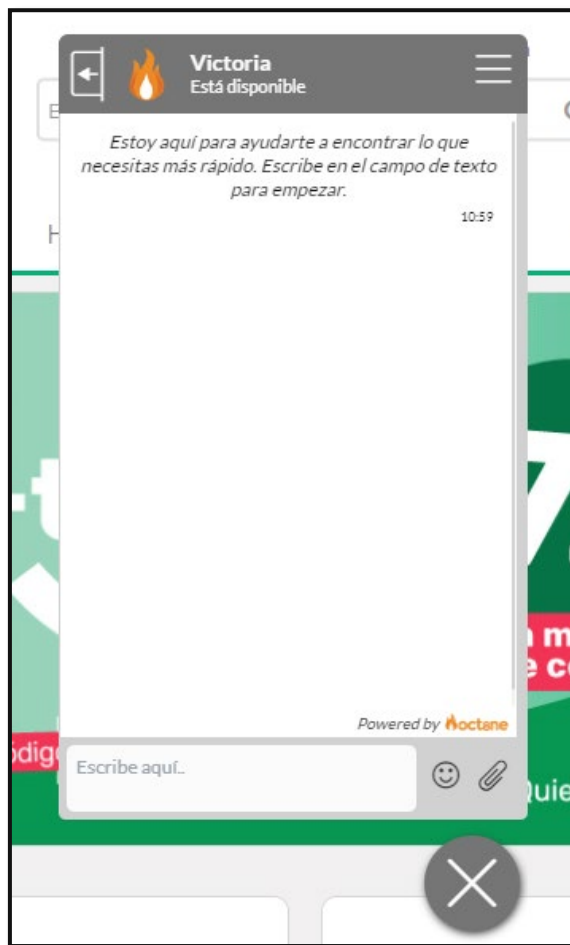 Victoria
Está disponible
Estoy aquí para ayudarte a encontrar lo que
necesitas más rápido. Escribe en el campo de texto
para empezar.
10:59
Powered by octane
Escribe aquí..